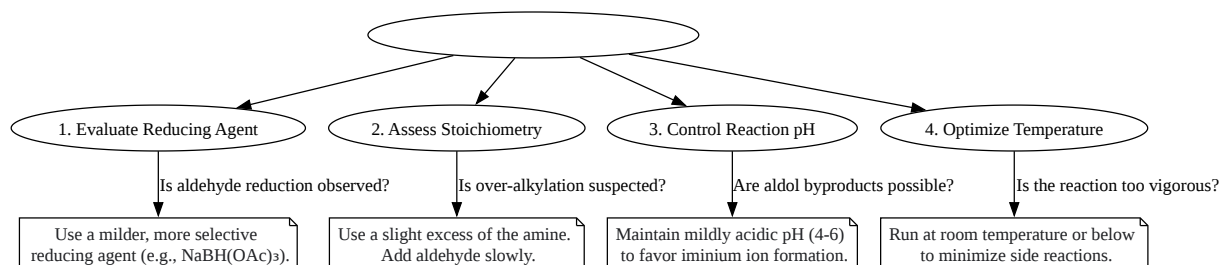 1. Evaluate Reducing Agent
2. Assess Stoichiometry
3. Control Reaction pH
4. Optimize Temperature
Is aldehyde reduction observed?
Is over-alkylation suspected?
Are aldol byproducts possible?
Is the reaction too vigorous?
Use a milder, more selective
reducing agent (e.g., NaBH(OAc)₃).
Use a slight excess of the amine.
Add aldehyde slowly.
Maintain mildly acidic pH (4-6)
to favor iminium ion formation.
Run at room temperature or below
to minimize side reactions.